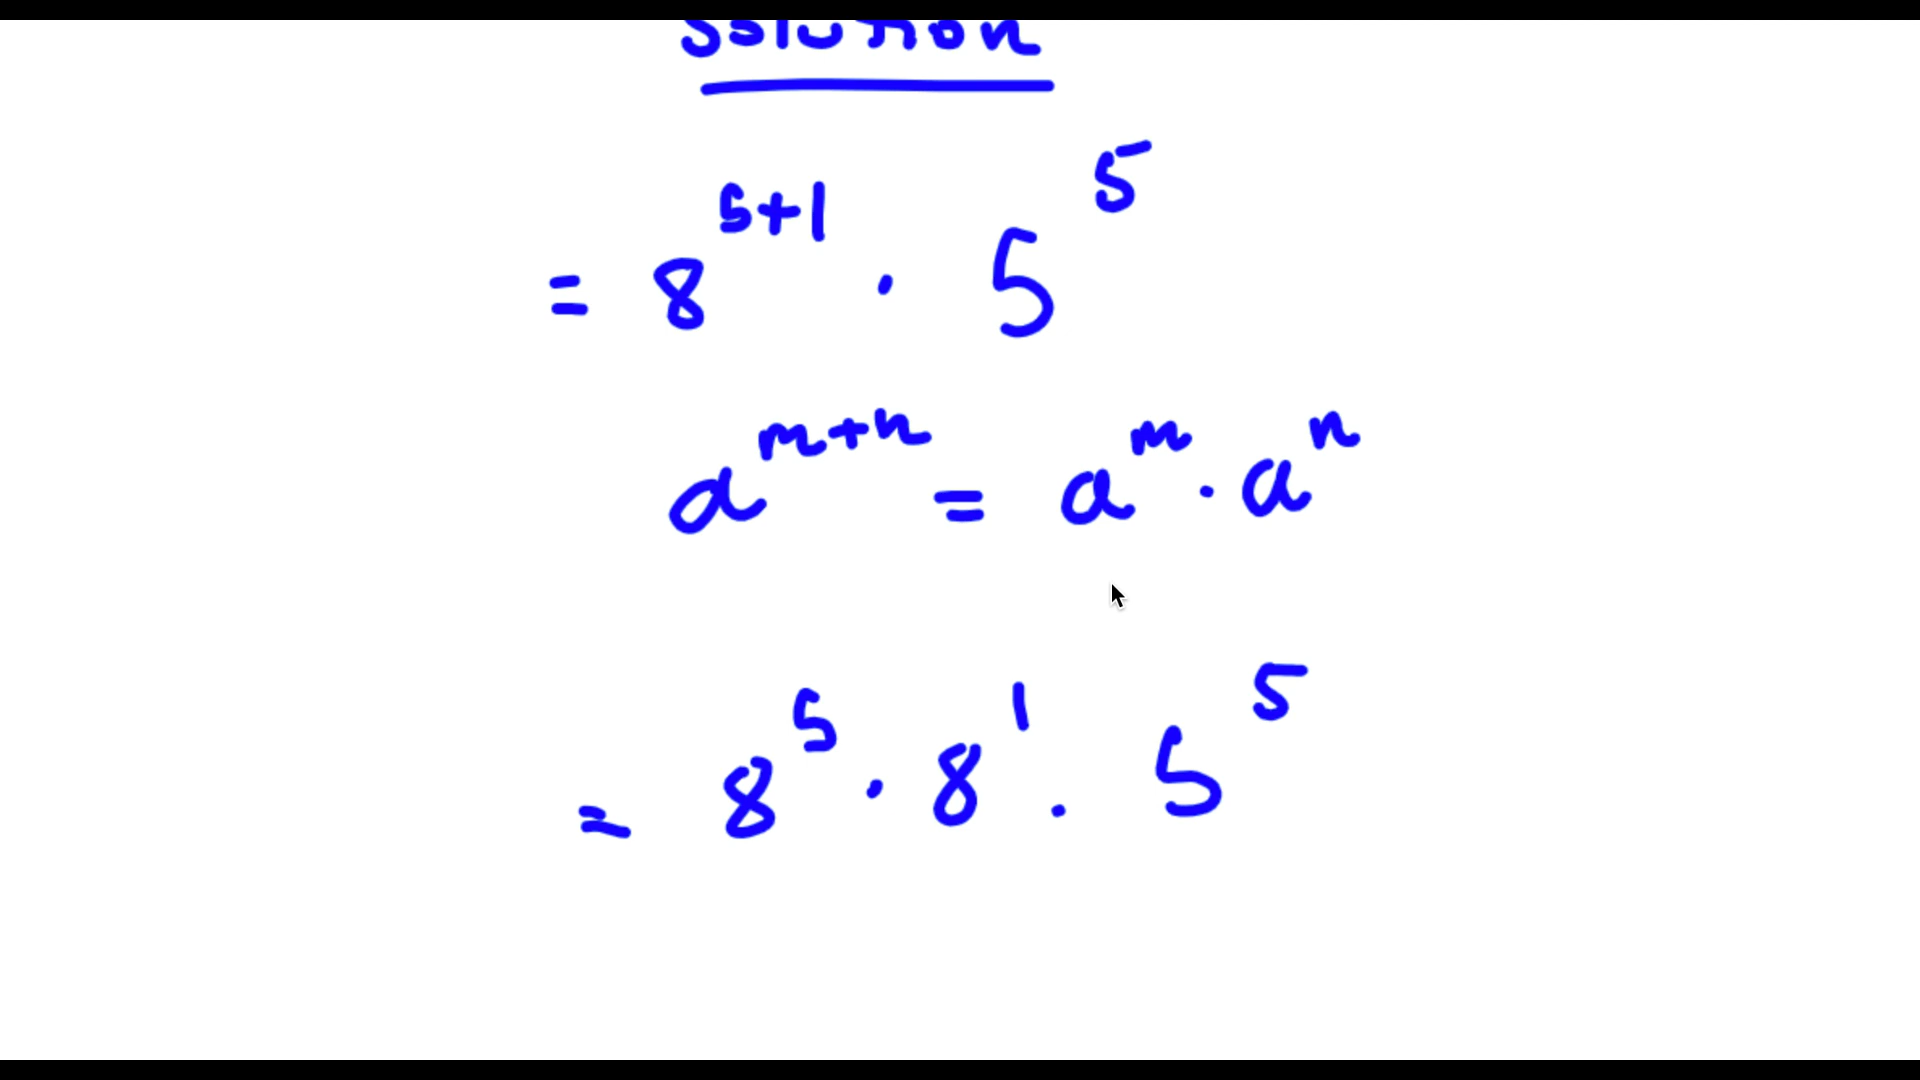 Solution
= 8^{5+1} · 5^5
a^{m+n} = a^m · a^n
= 8^5 · 8^1 · 5^5